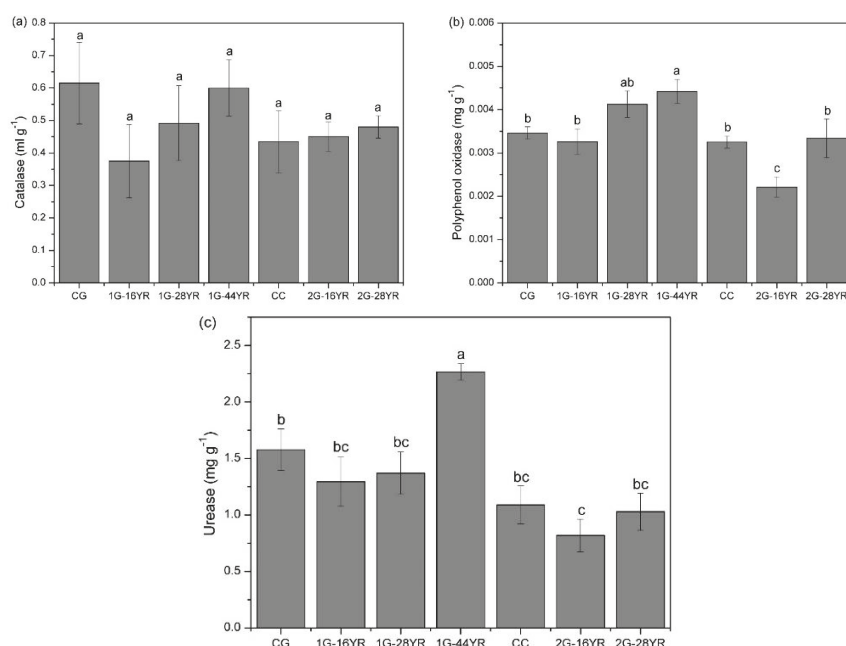 (a)
Catalase (ml g⁻¹)
0.8
0.7
0.6
0.5
0.4
0.3
0.2
0.1
0.0
a a a a a a a
CG 1G-16YR 1G-28YR 1G-44YR CC 2G-16YR 2G-28YR
(b)
Polyphenol oxidase (mg g⁻¹)
0.006
0.005
0.004
0.003
0.002
0.001
0.000
b b ab a b c b
CG 1G-16YR 1G-28YR 1G-44YR CC 2G-16YR 2G-28YR
(c)
Urease (mg g⁻¹)
2.5
2.0
1.5
1.0
0.5
0.0
b bc bc a bc c bc
CG 1G-16YR 1G-28YR 1G-44YR CC 2G-16YR 2G-28YR